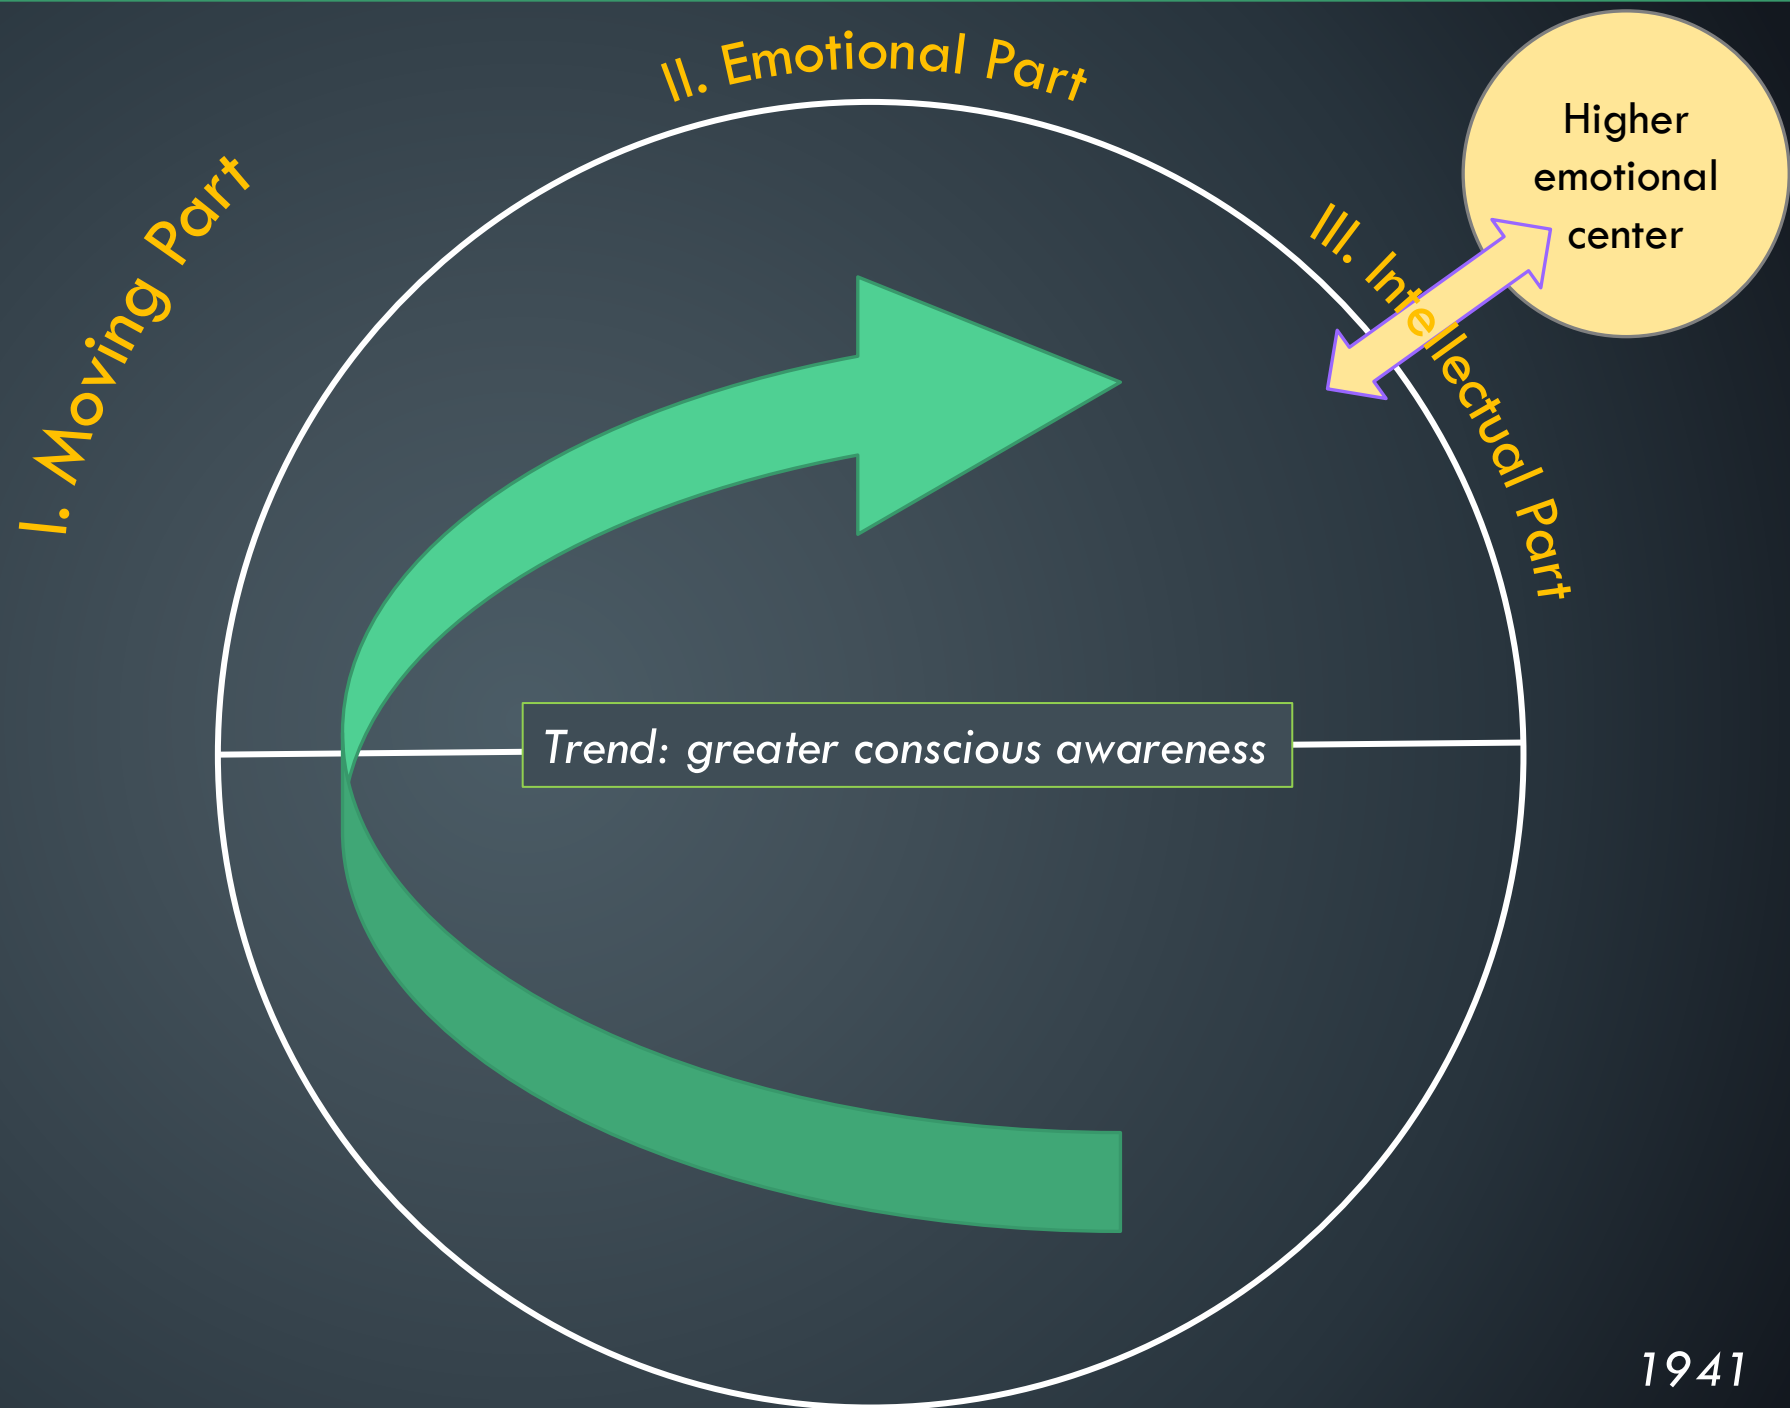 I. Moving Part
II. Emotional Part
III. Intellectual Part
Higher
emotional
center
Trend: greater conscious awareness
1941